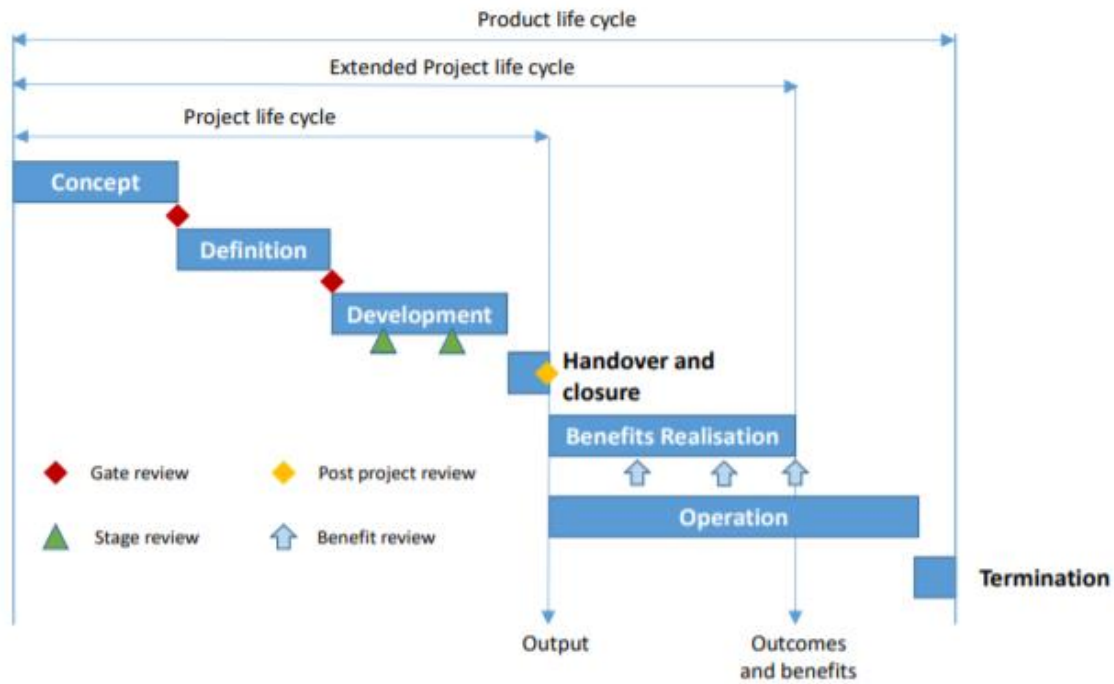 Product life cycle
Extended Project life cycle
Project life cycle
Concept
Definition
Development
Handover and
closure
Benefits Realisation
Gate review
Post project review
Operation
Stage review
Benefit review
Termination
Output
Outcomes
and benefits